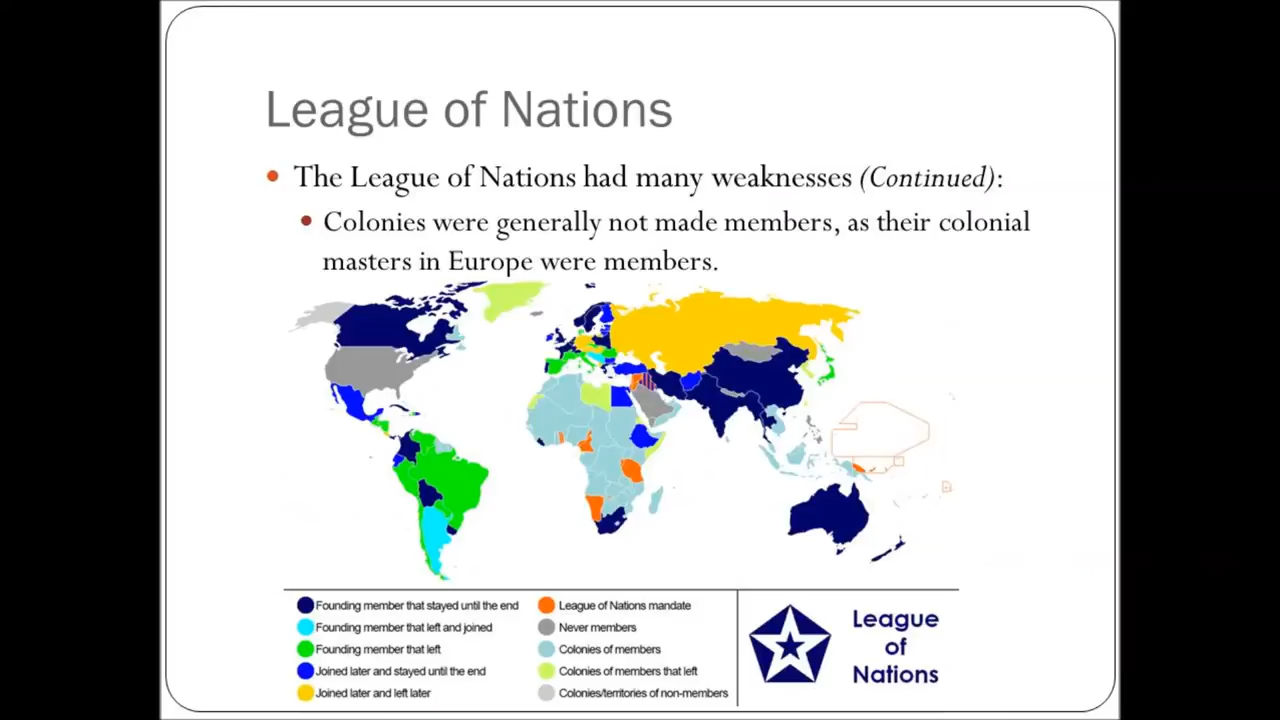 League of Nations
The League of Nations had many weaknesses (Continued):
Colonies were generally not made members, as their colonial
masters in Europe were members.
Founding member that stayed until the end
Founding member that left and joined
Founding member that left
Joined later and stayed until the end
Joined later and left later
League of Nations mandate
Never members
Colonies of members
Colonies of members that left
Colonies/territories of non-members
League
of
Nations